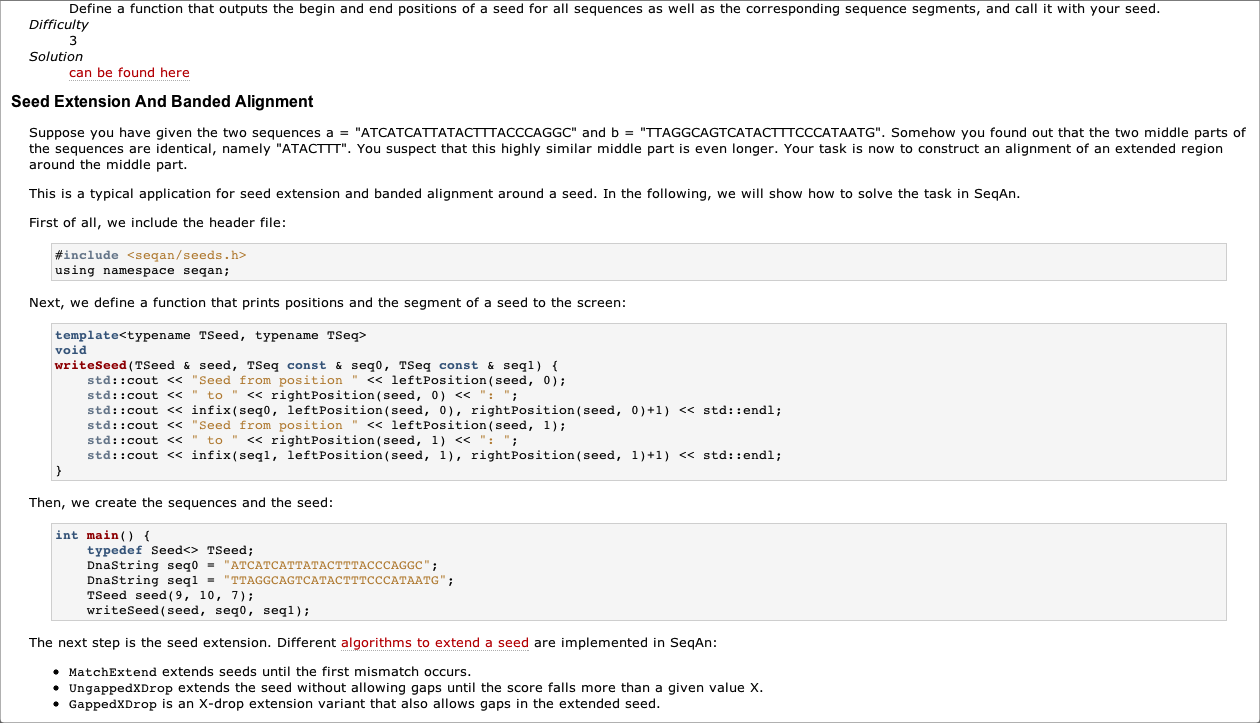 Define a function that outputs the begin and end positions of a seed for all sequences as well as the corresponding sequence segments, and call it with your seed.
Difficulty
3
Solution
can be found here
Seed Extension And Banded Alignment
Suppose you have given the two sequences a = "ATCATCATTATACTTTACCCAGGC" and b = "TTAGGCAGTCATACTTTCCCATAATG". Somehow you found out that the two middle parts of
the sequences are identical, namely "ATACTTT". You suspect that this highly similar middle part is even longer. Your task is now to construct an alignment of an extended region
around the middle part.
This is a typical application for seed extension and banded alignment around a seed. In the following, we will show how to solve the task in SeqAn.
First of all, we include the header file:
#include <seqan/seeds.h>
using namespace seqan;
Next, we define a function that prints positions and the segment of a seed to the screen:
template<typename TSeed, typename TSeq>
void
writeSeed(TSeed & seed, TSeq const & seq0, TSeq const & seq1) {
    std::cout << "Seed from position " << leftPosition(seed, 0);
    std::cout << " to " << rightPosition(seed, 0) << ": ";
    std::cout << infix(seq0, leftPosition(seed, 0), rightPosition(seed, 0)+1) << std::endl;
    std::cout << "Seed from position " << leftPosition(seed, 1);
    std::cout << " to " << rightPosition(seed, 1) << ": ";
    std::cout << infix(seq1, leftPosition(seed, 1), rightPosition(seed, 1)+1) << std::endl;
}
Then, we create the sequences and the seed:
int main() {
    typedef Seed<> TSeed;
    DnaString seq0 = "ATCATCATTATACTTTACCCAGGC";
    DnaString seq1 = "TTAGGCAGTCATACTTTCCCATAATG";
    TSeed seed(9, 10, 7);
    writeSeed(seed, seq0, seq1);
The next step is the seed extension. Different algorithms to extend a seed are implemented in SeqAn:
• MatchExtend extends seeds until the first mismatch occurs.
• UngappedXDrop extends the seed without allowing gaps until the score falls more than a given value X.
• GappedXDrop is an X-drop extension variant that also allows gaps in the extended seed.